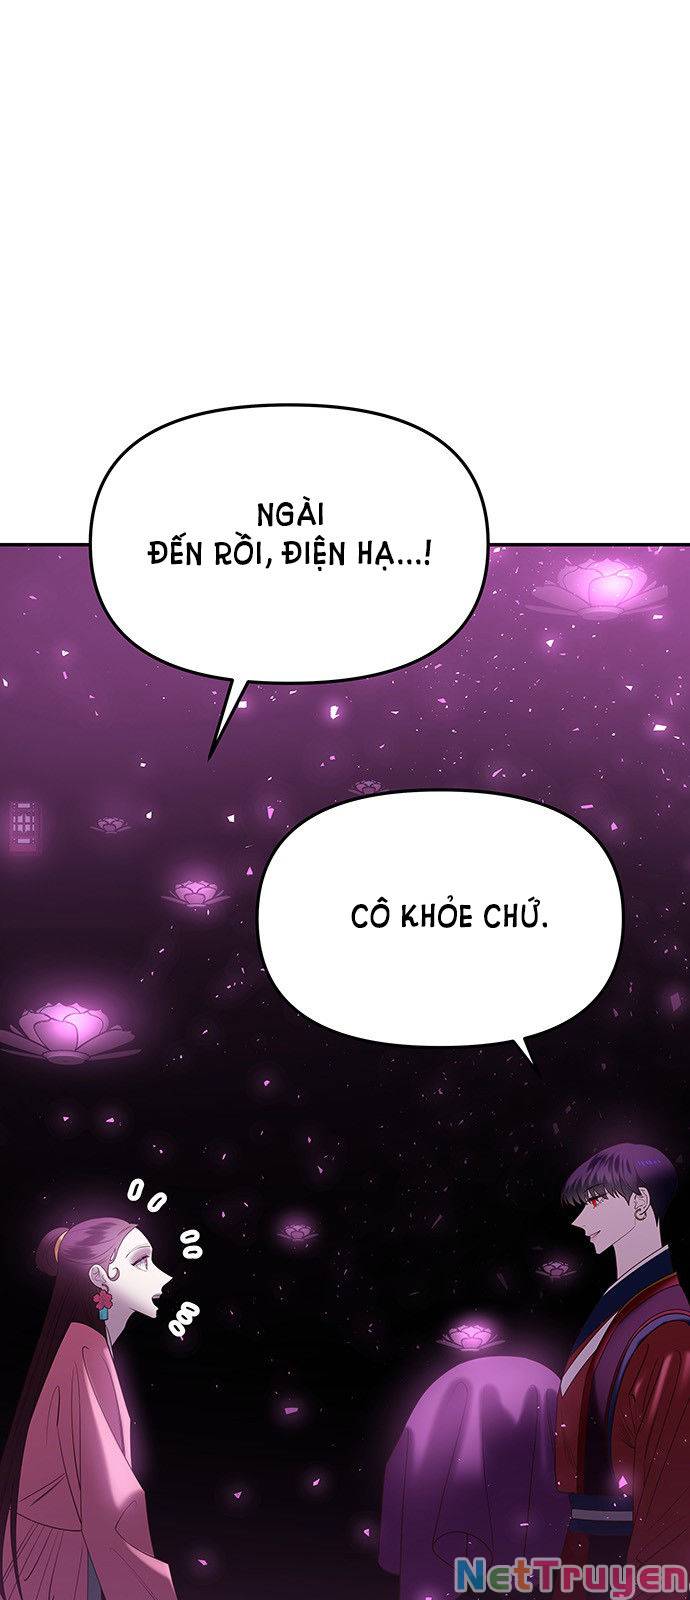 NGÀI
ĐẾN RỒI, ĐIỆN HẠ...!
CÔ KHỎE CHỨ.
NetTruyen